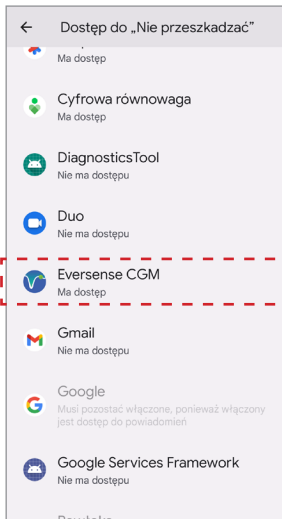 Dostęp do „Nie przeszkadzać”
Ma dostęp
Cyfrowa równowaga
Ma dostęp
DiagnosticsTool
Nie ma dostępu
Duo
Nie ma dostępu
Eversense CGM
Ma dostęp
Gmail
Nie ma dostępu
Google
Musi pozostać włączone, ponieważ włączony
jest dostęp do powiadomień
Google Services Framework
Nie ma dostępu